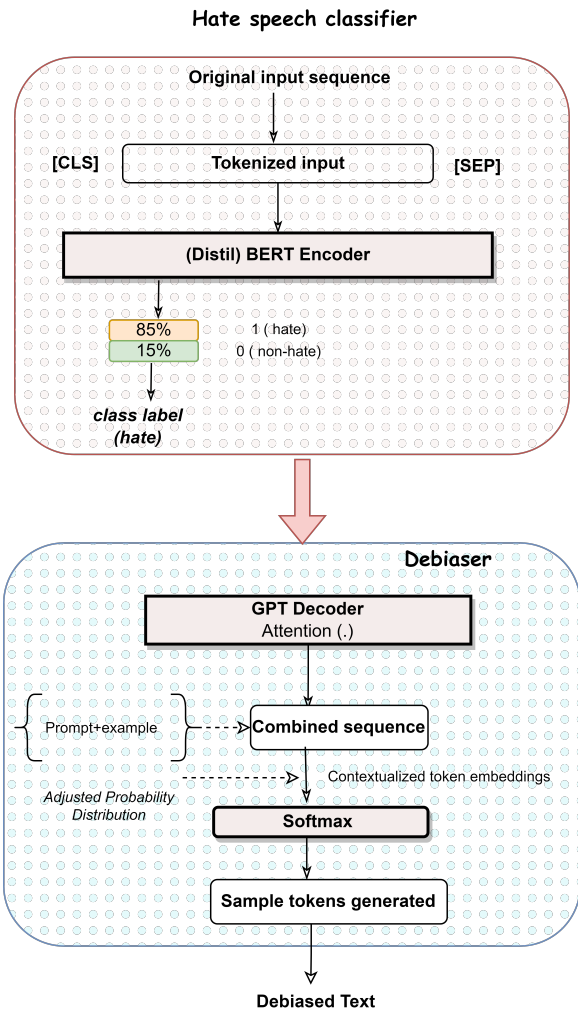 Hate speech classifier
Original input sequence
[CLS]
Tokenized input
[SEP]
(Distil) BERT Encoder
85%
1 ( hate)
15%
0 ( non-hate)
class label
(hate)
Debiaser
GPT Decoder
Attention (.)
Prompt+example
Combined sequence
Contextualized token embeddings
Adjusted Probability
Distribution
Softmax
Sample tokens generated
Debiased Text